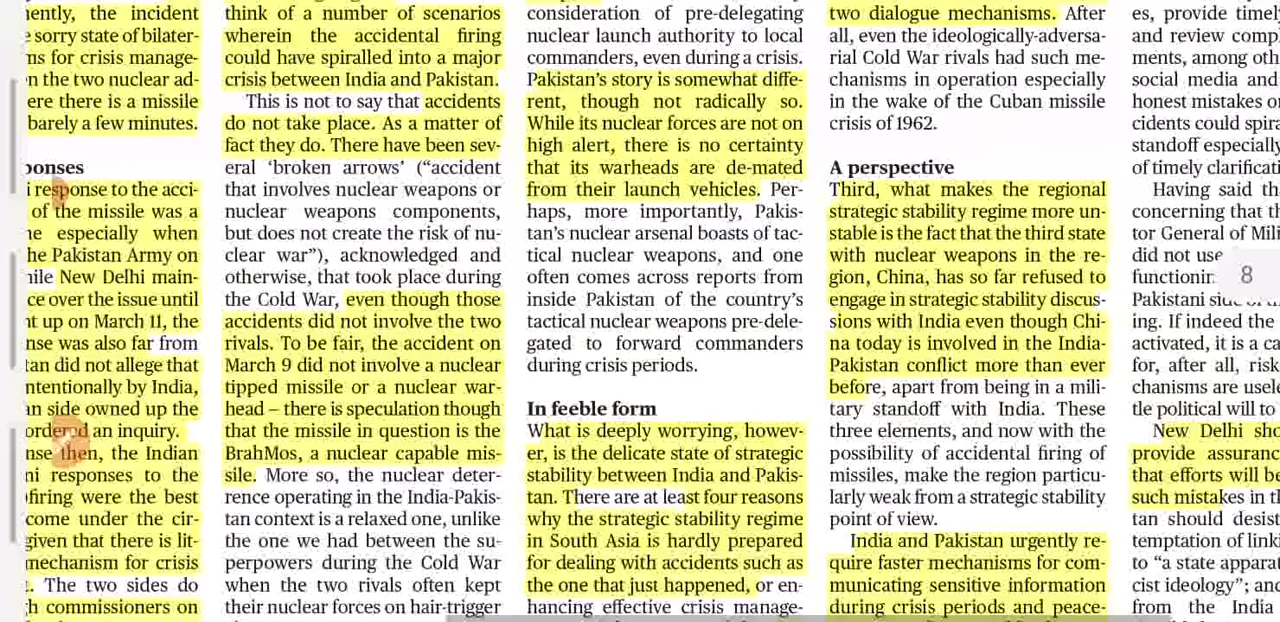 iently, the incident
sorry state of bilater-
ms for crisis manage-
n the two nuclear ad-
ere there is a missile
barely a few minutes.
ponses
i response to the acci-
of the missile was a
ne especially when
he Pakistan Army on
ile New Delhi main-
ce over the issue until
nt up on March 11, the
nse was also far from
tan did not allege that
ntentionally by India,
an side owned up the
ordered an inquiry.
nse then, the Indian
ni responses to the
firing were the best
come under the cir-
given that there is lit-
mechanism for crisis
. The two sides do
h commissioners on
think of a number of scenarios
wherein the accidental firing
could have spiralled into a major
crisis between India and Pakistan.
This is not to say that accidents
do not take place. As a matter of
fact they do. There have been sev-
eral ‘broken arrows’ (“accident
that involves nuclear weapons or
nuclear weapons components,
but does not create the risk of nu-
clear war”), acknowledged and
otherwise, that took place during
the Cold War, even though those
accidents did not involve the two
rivals. To be fair, the accident on
March 9 did not involve a nuclear
tipped missile or a nuclear war-
head – there is speculation though
that the missile in question is the
BrahMos, a nuclear capable mis-
sile. More so, the nuclear deter-
rence operating in the India-Pakis-
tan context is a relaxed one, unlike
the one we had between the su-
perpowers during the Cold War
when the two rivals often kept
their nuclear forces on hair-trigger
consideration of pre-delegating
nuclear launch authority to local
commanders, even during a crisis.
Pakistan’s story is somewhat diffe-
rent, though not radically so.
While its nuclear forces are not on
high alert, there is no certainty
that its warheads are de-mated
from their launch vehicles. Per-
haps, more importantly, Pakis-
tan’s nuclear arsenal boasts of tac-
tical nuclear weapons, and one
often comes across reports from
inside Pakistan of the country’s
tactical nuclear weapons pre-dele-
gated to forward commanders
during crisis periods.
In feeble form
What is deeply worrying, howev-
er, is the delicate state of strategic
stability between India and Pakis-
tan. There are at least four reasons
why the strategic stability regime
in South Asia is hardly prepared
for dealing with accidents such as
the one that just happened, or en-
hancing effective crisis manage-
two dialogue mechanisms. After
all, even the ideologically-adversa-
rial Cold War rivals had such me-
chanisms in operation especially
in the wake of the Cuban missile
crisis of 1962.
A perspective
Third, what makes the regional
strategic stability regime more un-
stable is the fact that the third state
with nuclear weapons in the re-
gion, China, has so far refused to
engage in strategic stability discus-
sions with India even though Chi-
na today is involved in the India-
Pakistan conflict more than ever
before, apart from being in a mili-
tary standoff with India. These
three elements, and now with the
possibility of accidental firing of
missiles, make the region particu-
larly weak from a strategic stability
point of view.
India and Pakistan urgently re-
quire faster mechanisms for com-
municating sensitive information
during crisis periods and peace-
es, provide timel
and review comp
ments, among oth
social media and
honest mistakes o
cidents could spira
standoff especially
of timely clarificati
Having said th
concerning that th
tor General of Mili
did not use
functionin
Pakistani
ing. If indeed the
activated, it is a ca
for, after all, risk
chanisms are usele
tle political will to
New Delhi sho
provide assuranc
that efforts will be
such mistakes in th
tan should desist
temptation of linki
to “a state apparat
cist ideology”; and
from the India
8